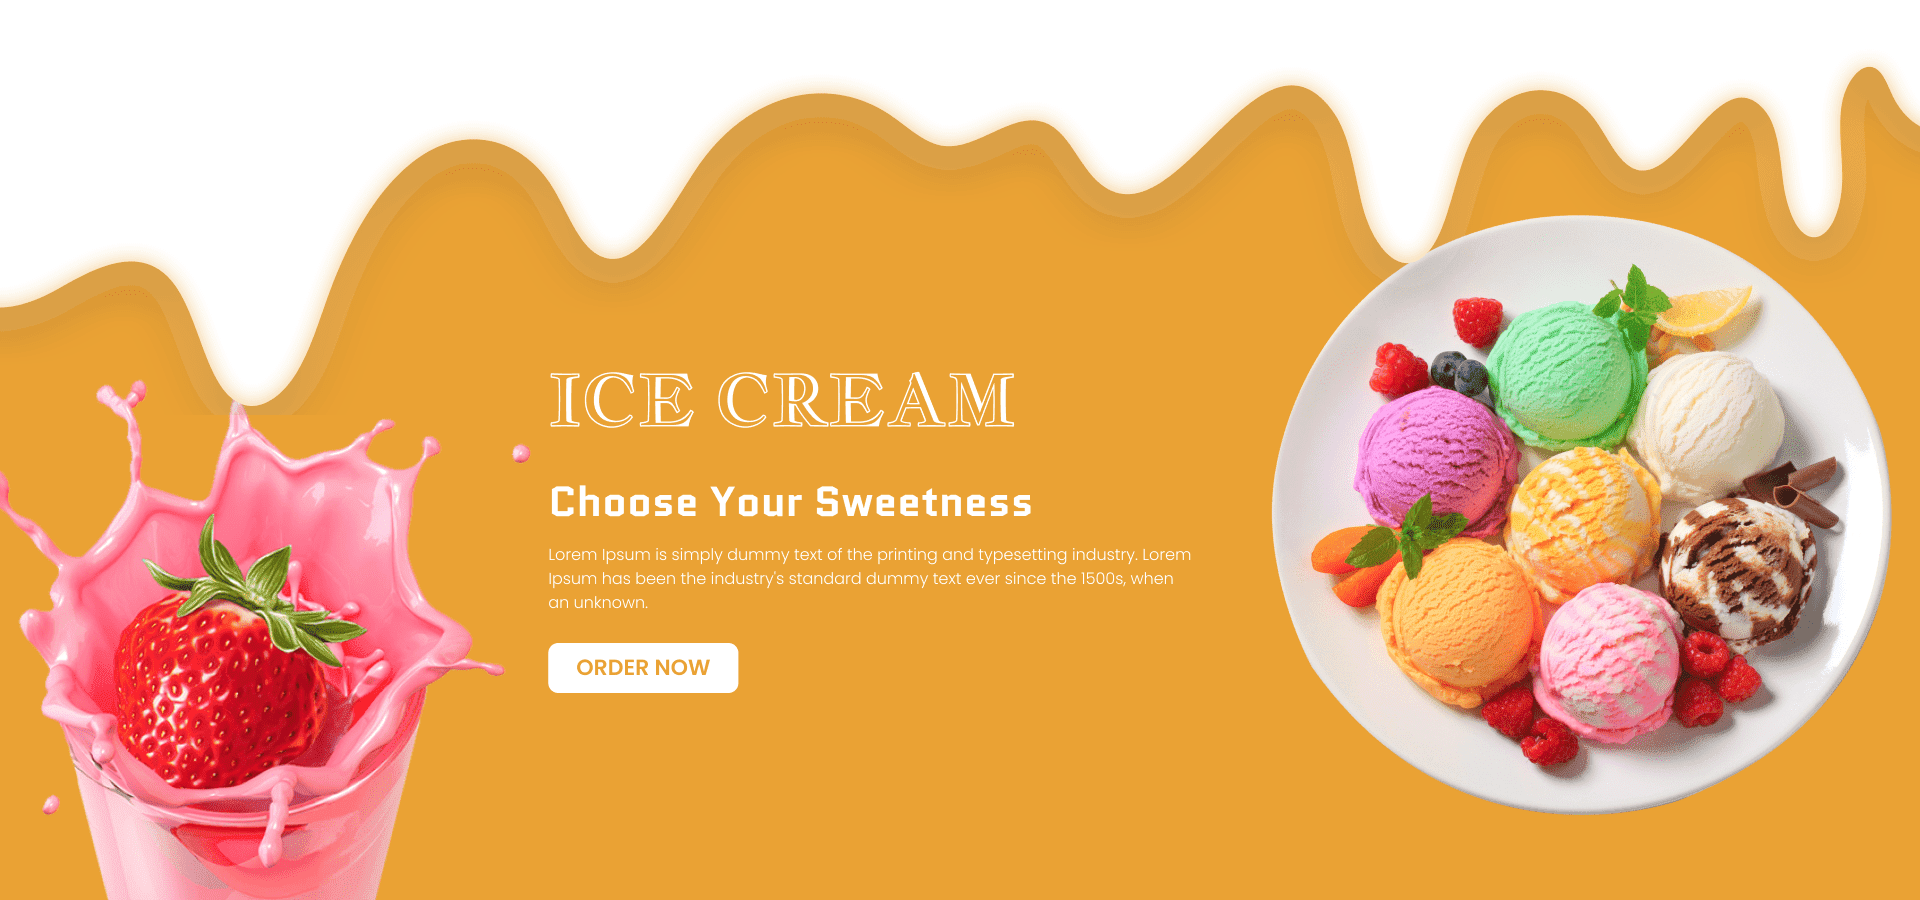 ICE CREAM
Choose Your Sweetness
Lorem Ipsum is simply dummy text of the printing and typesetting industry. Lorem
Ipsum has been the industry's standard dummy text ever since the 1500s, when
an unknown.
ORDER NOW